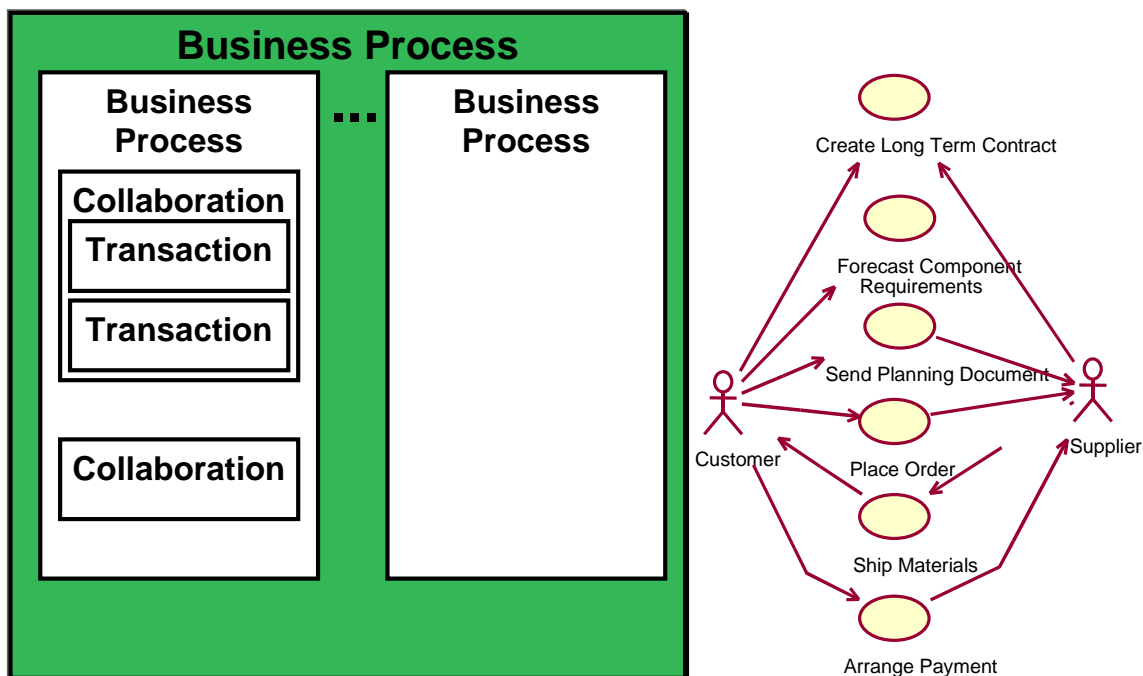 Business Process
Business
Process
...
Business
Process
Collaboration
Transaction
Transaction
Collaboration
Create Long Term Contract
Forecast Component
Requirements
Send Planning Document
Customer
Supplier
Place Order
Ship Materials
Arrange Payment